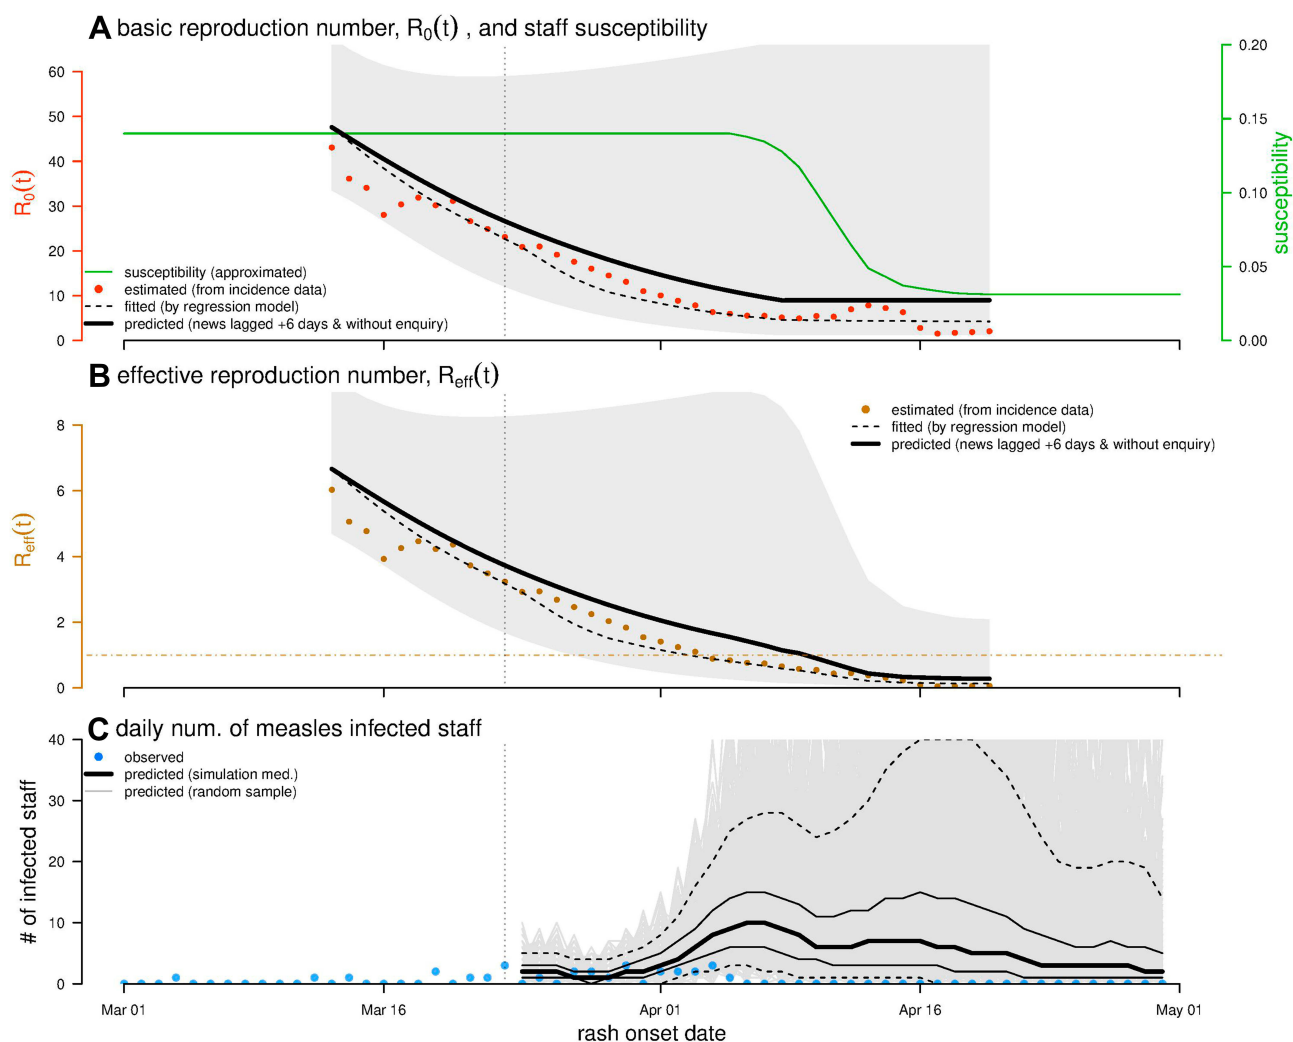 A basic reproduction number, R0(t) , and staff susceptibility
60
50
40
30
20
10
0
R0(t)
0.20
0.15
0.10
0.05
0.00
susceptibility
susceptibility (approximated)
estimated (from incidence data)
fitted (by regression model)
predicted (news lagged +6 days & without enquiry)
B effective reproduction number, Reff(t)
8
6
4
2
0
Reff(t)
estimated (from incidence data)
fitted (by regression model)
predicted (news lagged +6 days & without enquiry)
C daily num. of measles infected staff
40
30
20
10
0
# of infected staff
observed
predicted (simulation med.)
predicted (random sample)
Mar 01 Mar 16 Apr 01 Apr 16 May 01
rash onset date